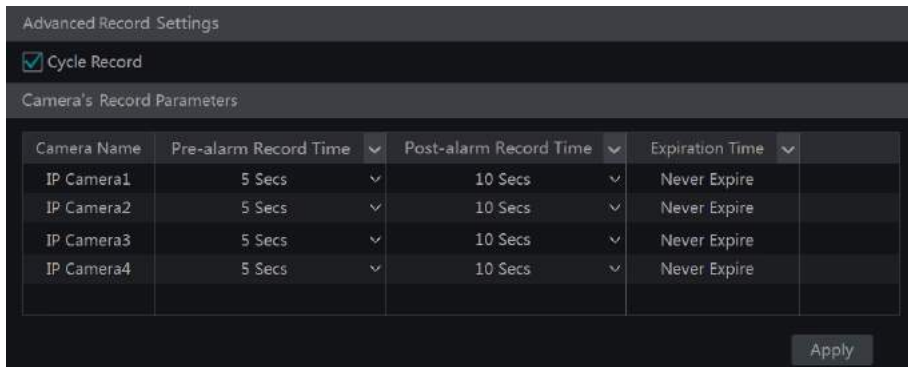 Advanced Record Settings
Cycle Record
Camera's Record Parameters
Camera Name Pre-alarm Record Time Post-alarm Record Time Expiration Time
IP Camera1 5 Secs 10 Secs Never Expire
IP Camera2 5 Secs 10 Secs Never Expire
IP Camera3 5 Secs 10 Secs Never Expire
IP Camera4 5 Secs 10 Secs Never Expire
Apply